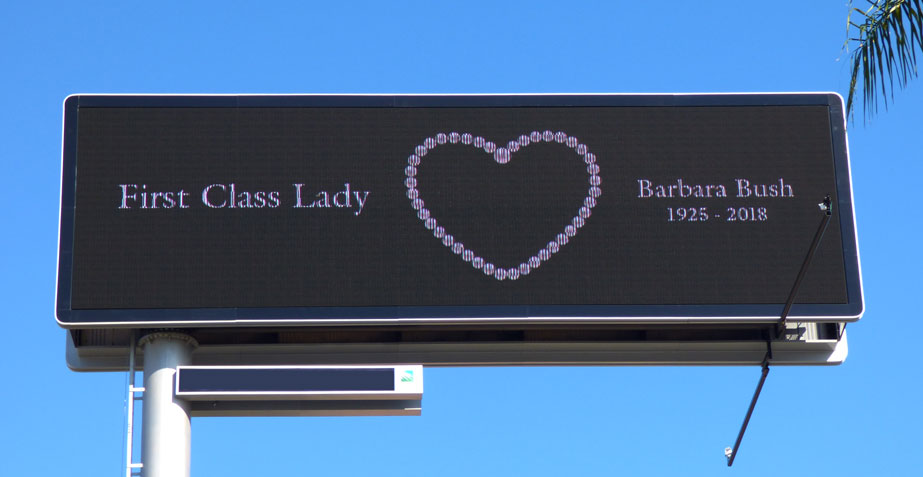 First Class Lady
Barbara Bush
1925 - 2018